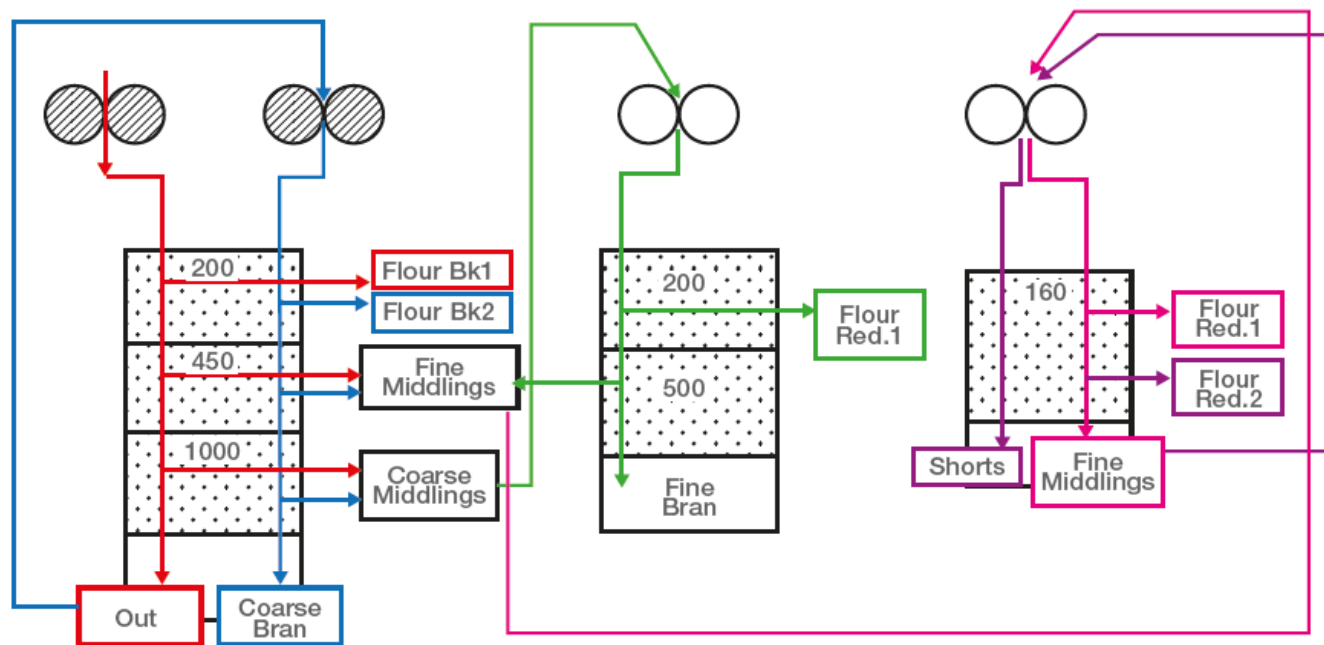 200
Flour Bk1
Flour Bk2
450
Fine
Middlings
1000
Coarse
Middlings
Out
Coarse
Bran
200
Flour
Red.1
500
Fine
Bran
160
Flour
Red.1
Flour
Red.2
Shorts
Fine
Middlings